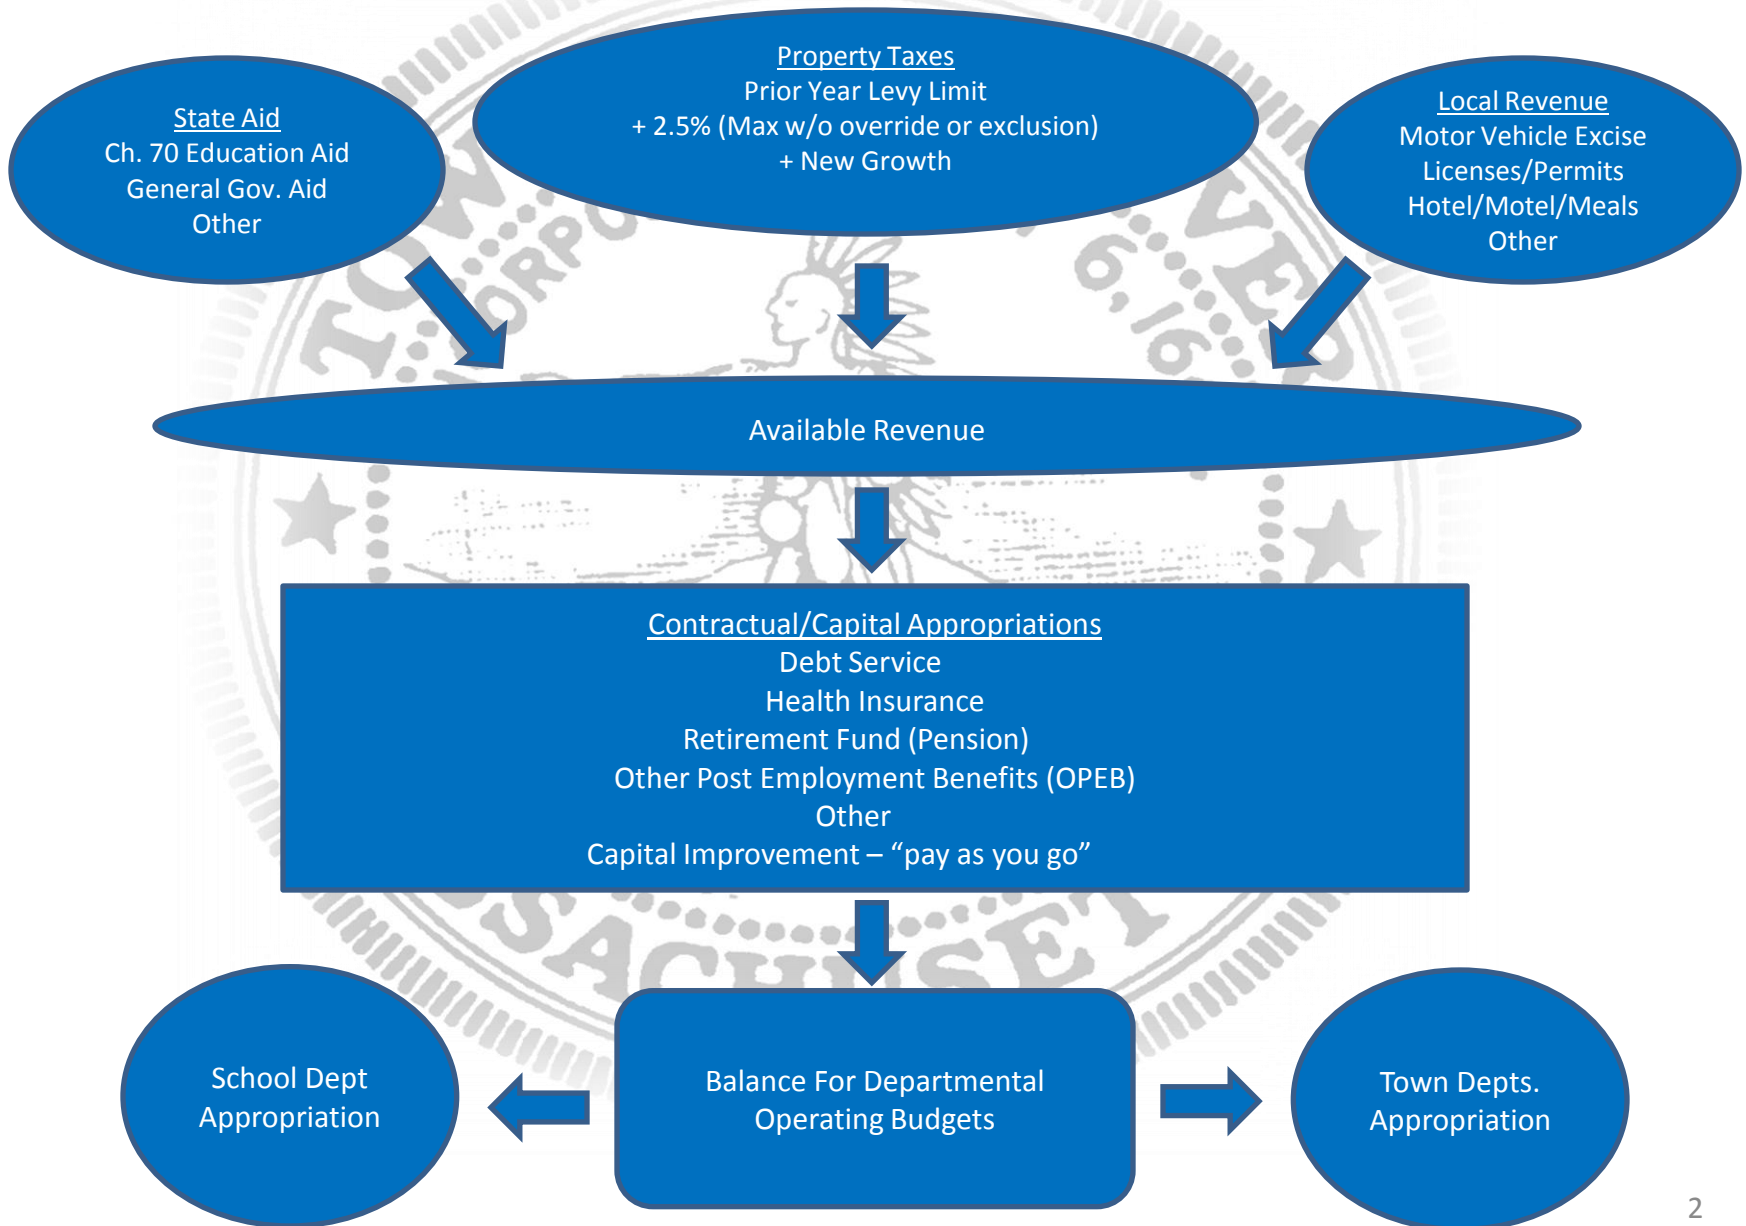 State Aid
Ch. 70 Education Aid
General Gov. Aid
Other
Property Taxes
Prior Year Levy Limit
+ 2.5% (Max w/o override or exclusion)
+ New Growth
Local Revenue
Motor Vehicle Excise
Licenses/Permits
Hotel/Motel/Meals
Other
Available Revenue
Contractual/Capital Appropriations
Debt Service
Health Insurance
Retirement Fund (Pension)
Other Post Employment Benefits (OPEB)
Other
Capital Improvement – “pay as you go”
School Dept
Appropriation
Balance For Departmental
Operating Budgets
Town Depts.
Appropriation
2